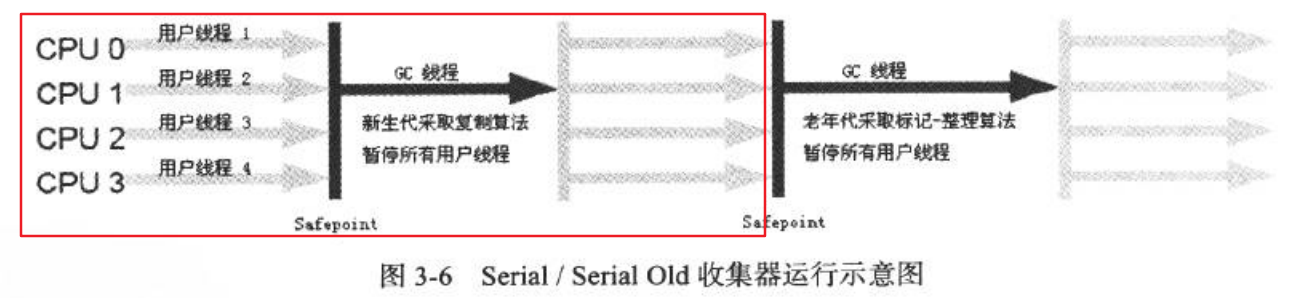 CPU 0 用户线程 1
CPU 1 用户线程 2
CPU 2 用户线程 3
CPU 3 用户线程 4
GC 线程
新生代采取复制算法
暂停所有用户线程
Safepoint
GC 线程
老年代采取标记-整理算法
暂停所有用户线程
Safepoint
图 3-6 Serial / Serial Old 收集器运行示意图